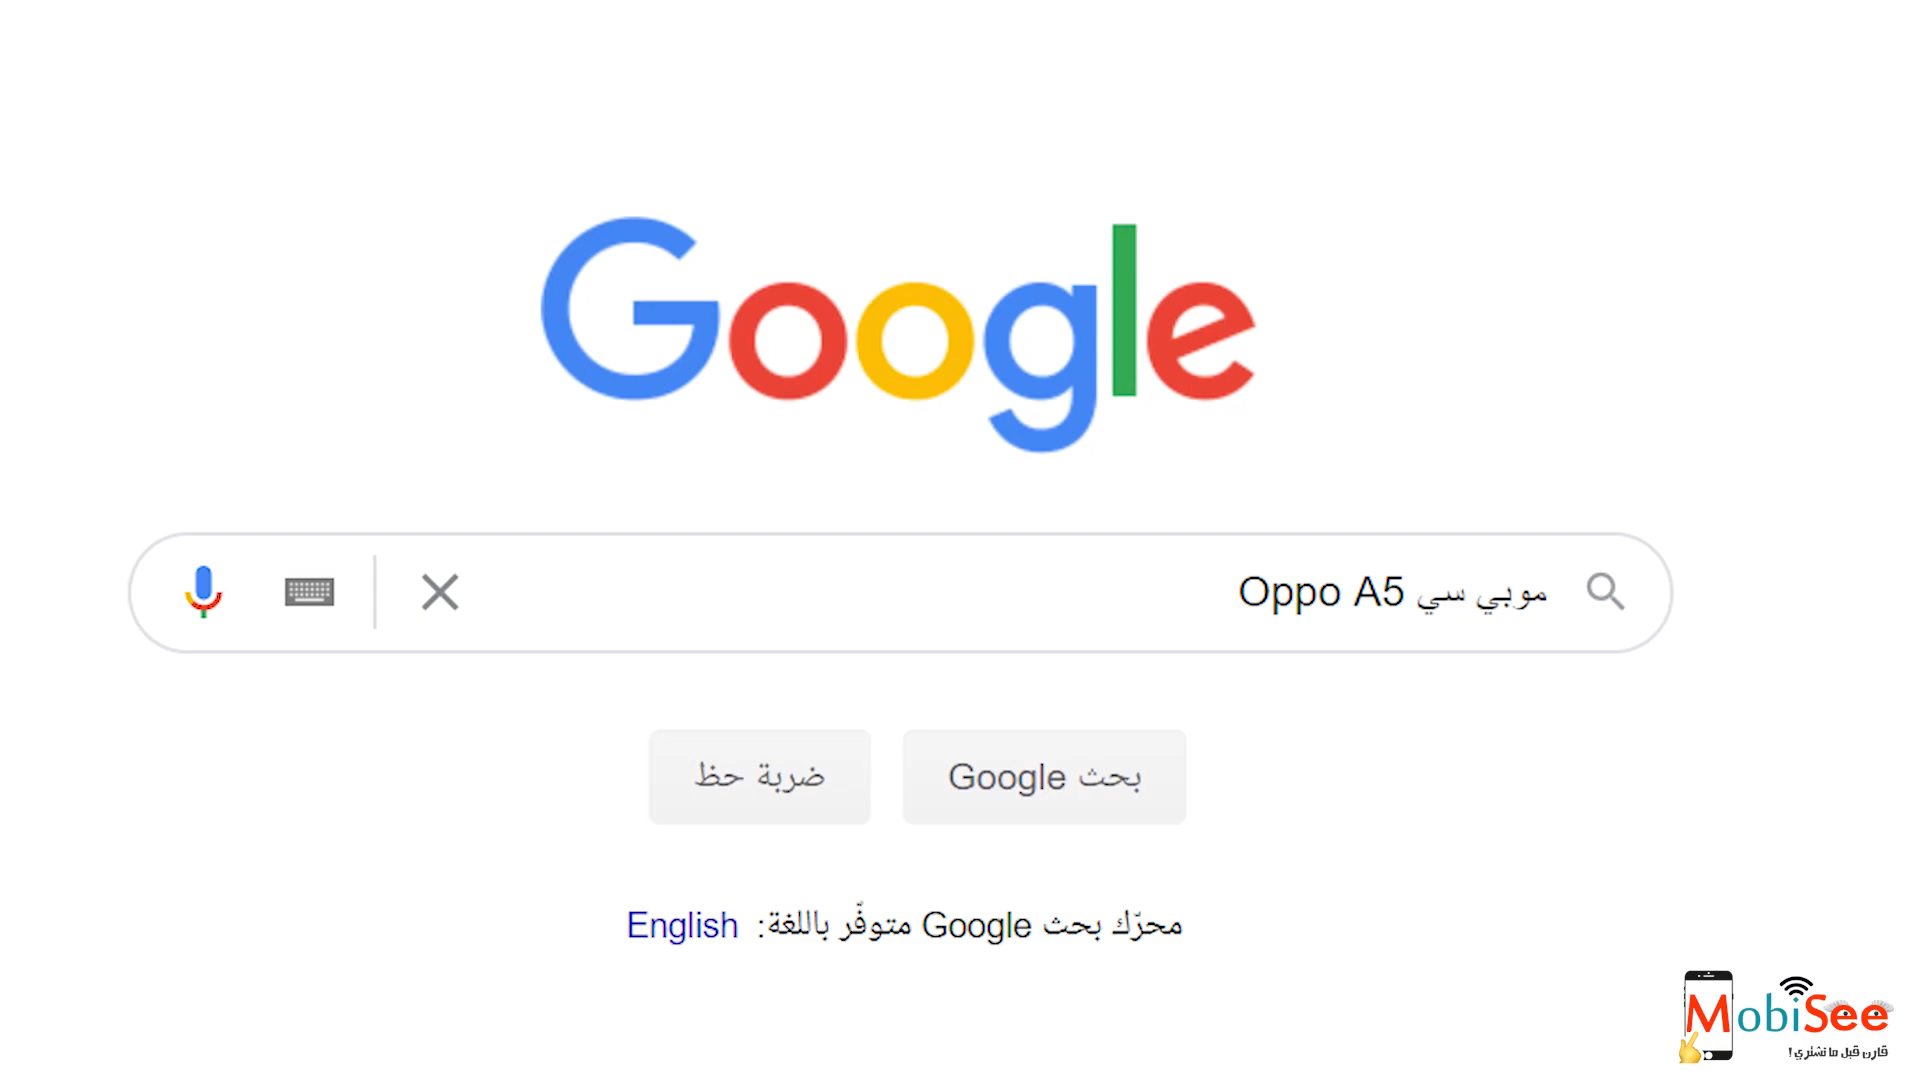 Google
موبي سي Oppo A5
بحث Google
ضربة حظ
محرّك بحث Google متوفّر باللغة: English
MobiSee
قارن قبل ما تشتري !